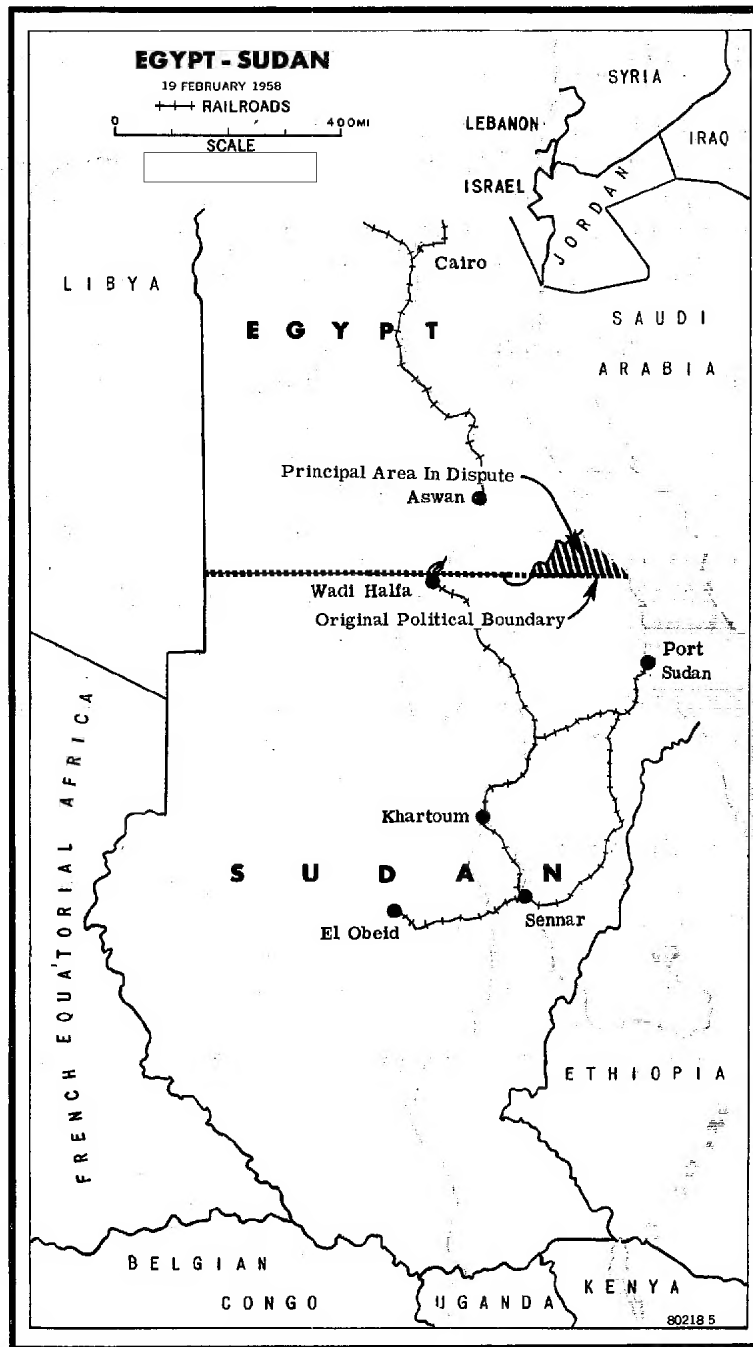 EGYPT - SUDAN
19 FEBRUARY 1958
RAILROADS
0 400MI
SCALE
SYRIA
LEBANON
IRAQ
ISRAEL
JORDAN
Cairo
LIBYA
EGYPT
SAUDI
ARABIA
Principal Area In Dispute
Aswan
Wadi Halfa
Original Political Boundary
Port
Sudan
FRENCH EQUATORIAL AFRICA
Khartoum
SUDAN
El Obeid
Sennar
ETHIOPIA
BELGIAN
CONGO
UGANDA
KENYA
80218 5